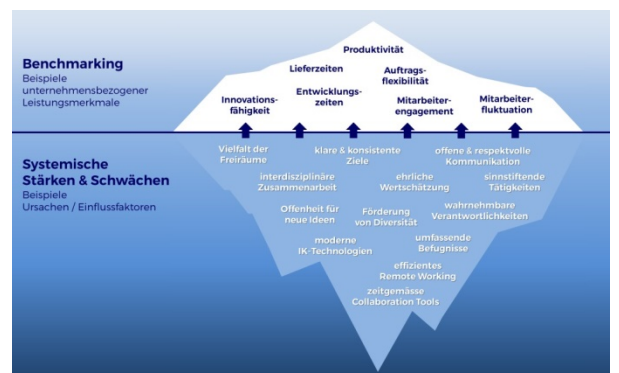 Benchmarking
Beispiele
unternehmensbezogener
Leistungsmerkmale
Produktivität
Lieferzeiten
Auftrags-
flexibilität
Entwicklungs-
zeiten
Innovations-
fähigkeit
Mitarbeiter-
engagement
Mitarbeiter-
fluktuation
Systemische
Stärken & Schwächen
Beispiele
Ursachen / Einflussfaktoren
Vielfalt der
Freiräume
klare & konsistente
Ziele
offene & respektvolle
Kommunikation
interdisziplinäre
Zusammenarbeit
ehrliche
Wertschätzung
sinnstiftende
Tätigkeiten
Offenheit für
neue Ideen
Förderung
von Diversität
wahrnehmbare
Verantwortlichkeiten
moderne
IK-Technologien
umfassende
Befugnisse
effizientes
Remote Working
zeitgemässe
Collaboration Tools